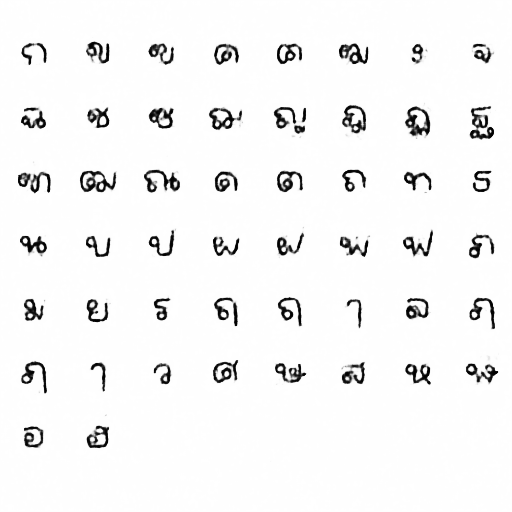 ก ข ฃ ค ฅ ฆ ง จ
ฉ ช ซ ฌ ญ ฎ ฏ ฐ
ฑ ฒ ณ ด ต ถ ท ธ
น บ ป ผ ฝ พ ฟ ภ
ม ย ร ฤ ฤ ๅ ล ฦ
ฦ ๅ ว ศ ษ ส ห ฬ
อ ฮ